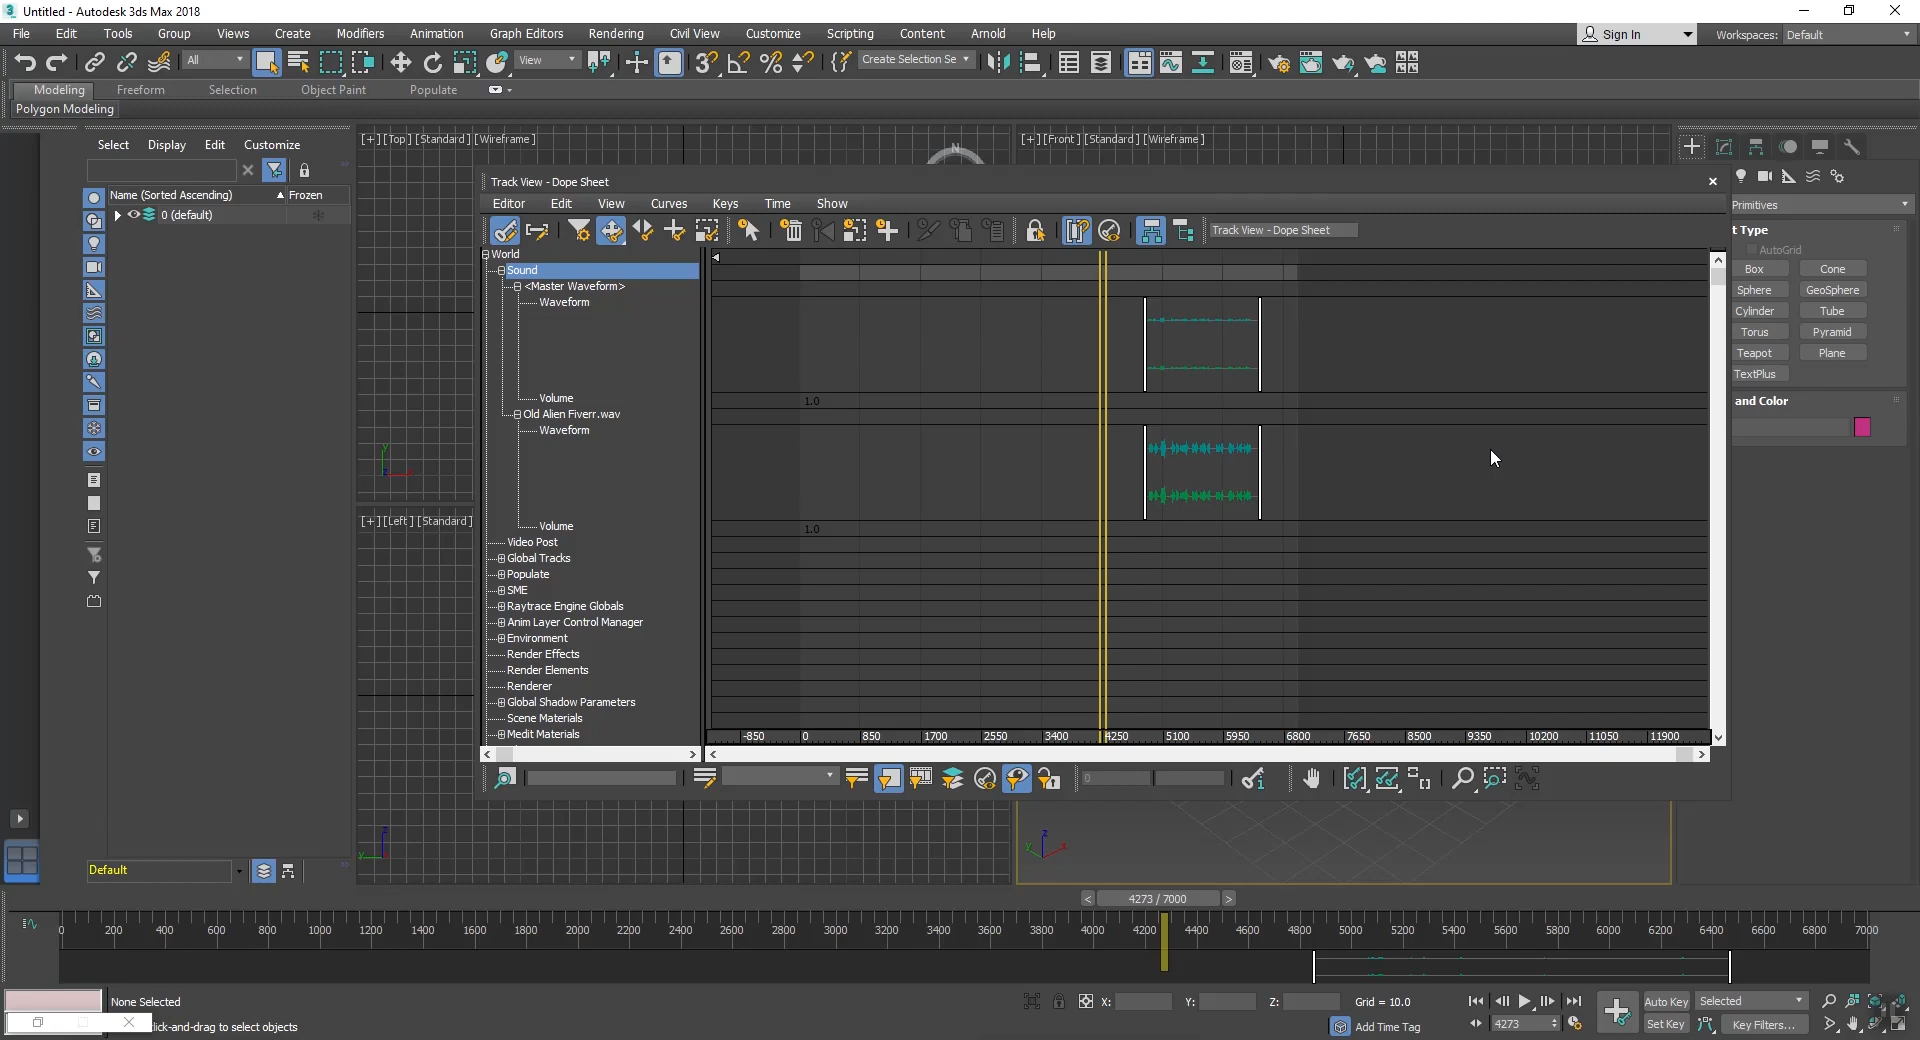 Untitled - Autodesk 3ds Max 2018
File Edit Tools Group Views Create Modifiers Animation Graph Editors Rendering Civil View Customize Scripting Content Arnold Help
Sign In Workspaces: Default
All View Create Selection Se
Modeling Freeform Selection Object Paint Populate
Polygon Modeling
Select Display Edit Customize
Name (Sorted Ascending) Frozen
0 (default)
[+] [Top] [Standard] [Wireframe]
N
[+] [Front] [Standard] [Wireframe]
Track View - Dope Sheet
Editor Edit View Curves Keys Time Show
Track View - Dope Sheet
World
Sound
<Master Waveform>
Waveform
Volume
Old Alien Fiverr.wav
Waveform
Volume
Video Post
Global Tracks
Populate
SME
Raytrace Engine Globals
Anim Layer Control Manager
Environment
Render Effects
Render Elements
Renderer
Global Shadow Parameters
Scene Materials
Medit Materials
1.0
1.0
-850 0 850 1700 2550 3400 4250 5100 5950 6800 7650 8500 9350 10200 11050 11900
0
Primitives
t Type
AutoGrid
Box Cone
Sphere GeoSphere
Cylinder Tube
Torus Pyramid
Teapot Plane
TextPlus
and Color
y
z
x
[+] [Left] [Standard]
z
y
z
y
x
Default
< 4273 / 7000 >
0 200 400 600 800 1000 1200 1400 1600 1800 2000 2200 2400 2600 2800 3000 3200 3400 3600 3800 4000 4200 4400 4600 4800 5000 5200 5400 5600 5800 6000 6200 6400 6600 6800 7000
None Selected
X: Y: Z: Grid = 10.0
lick-and-drag to select objects
Add Time Tag
4273
Auto Key Selected
Set Key Key Filters...